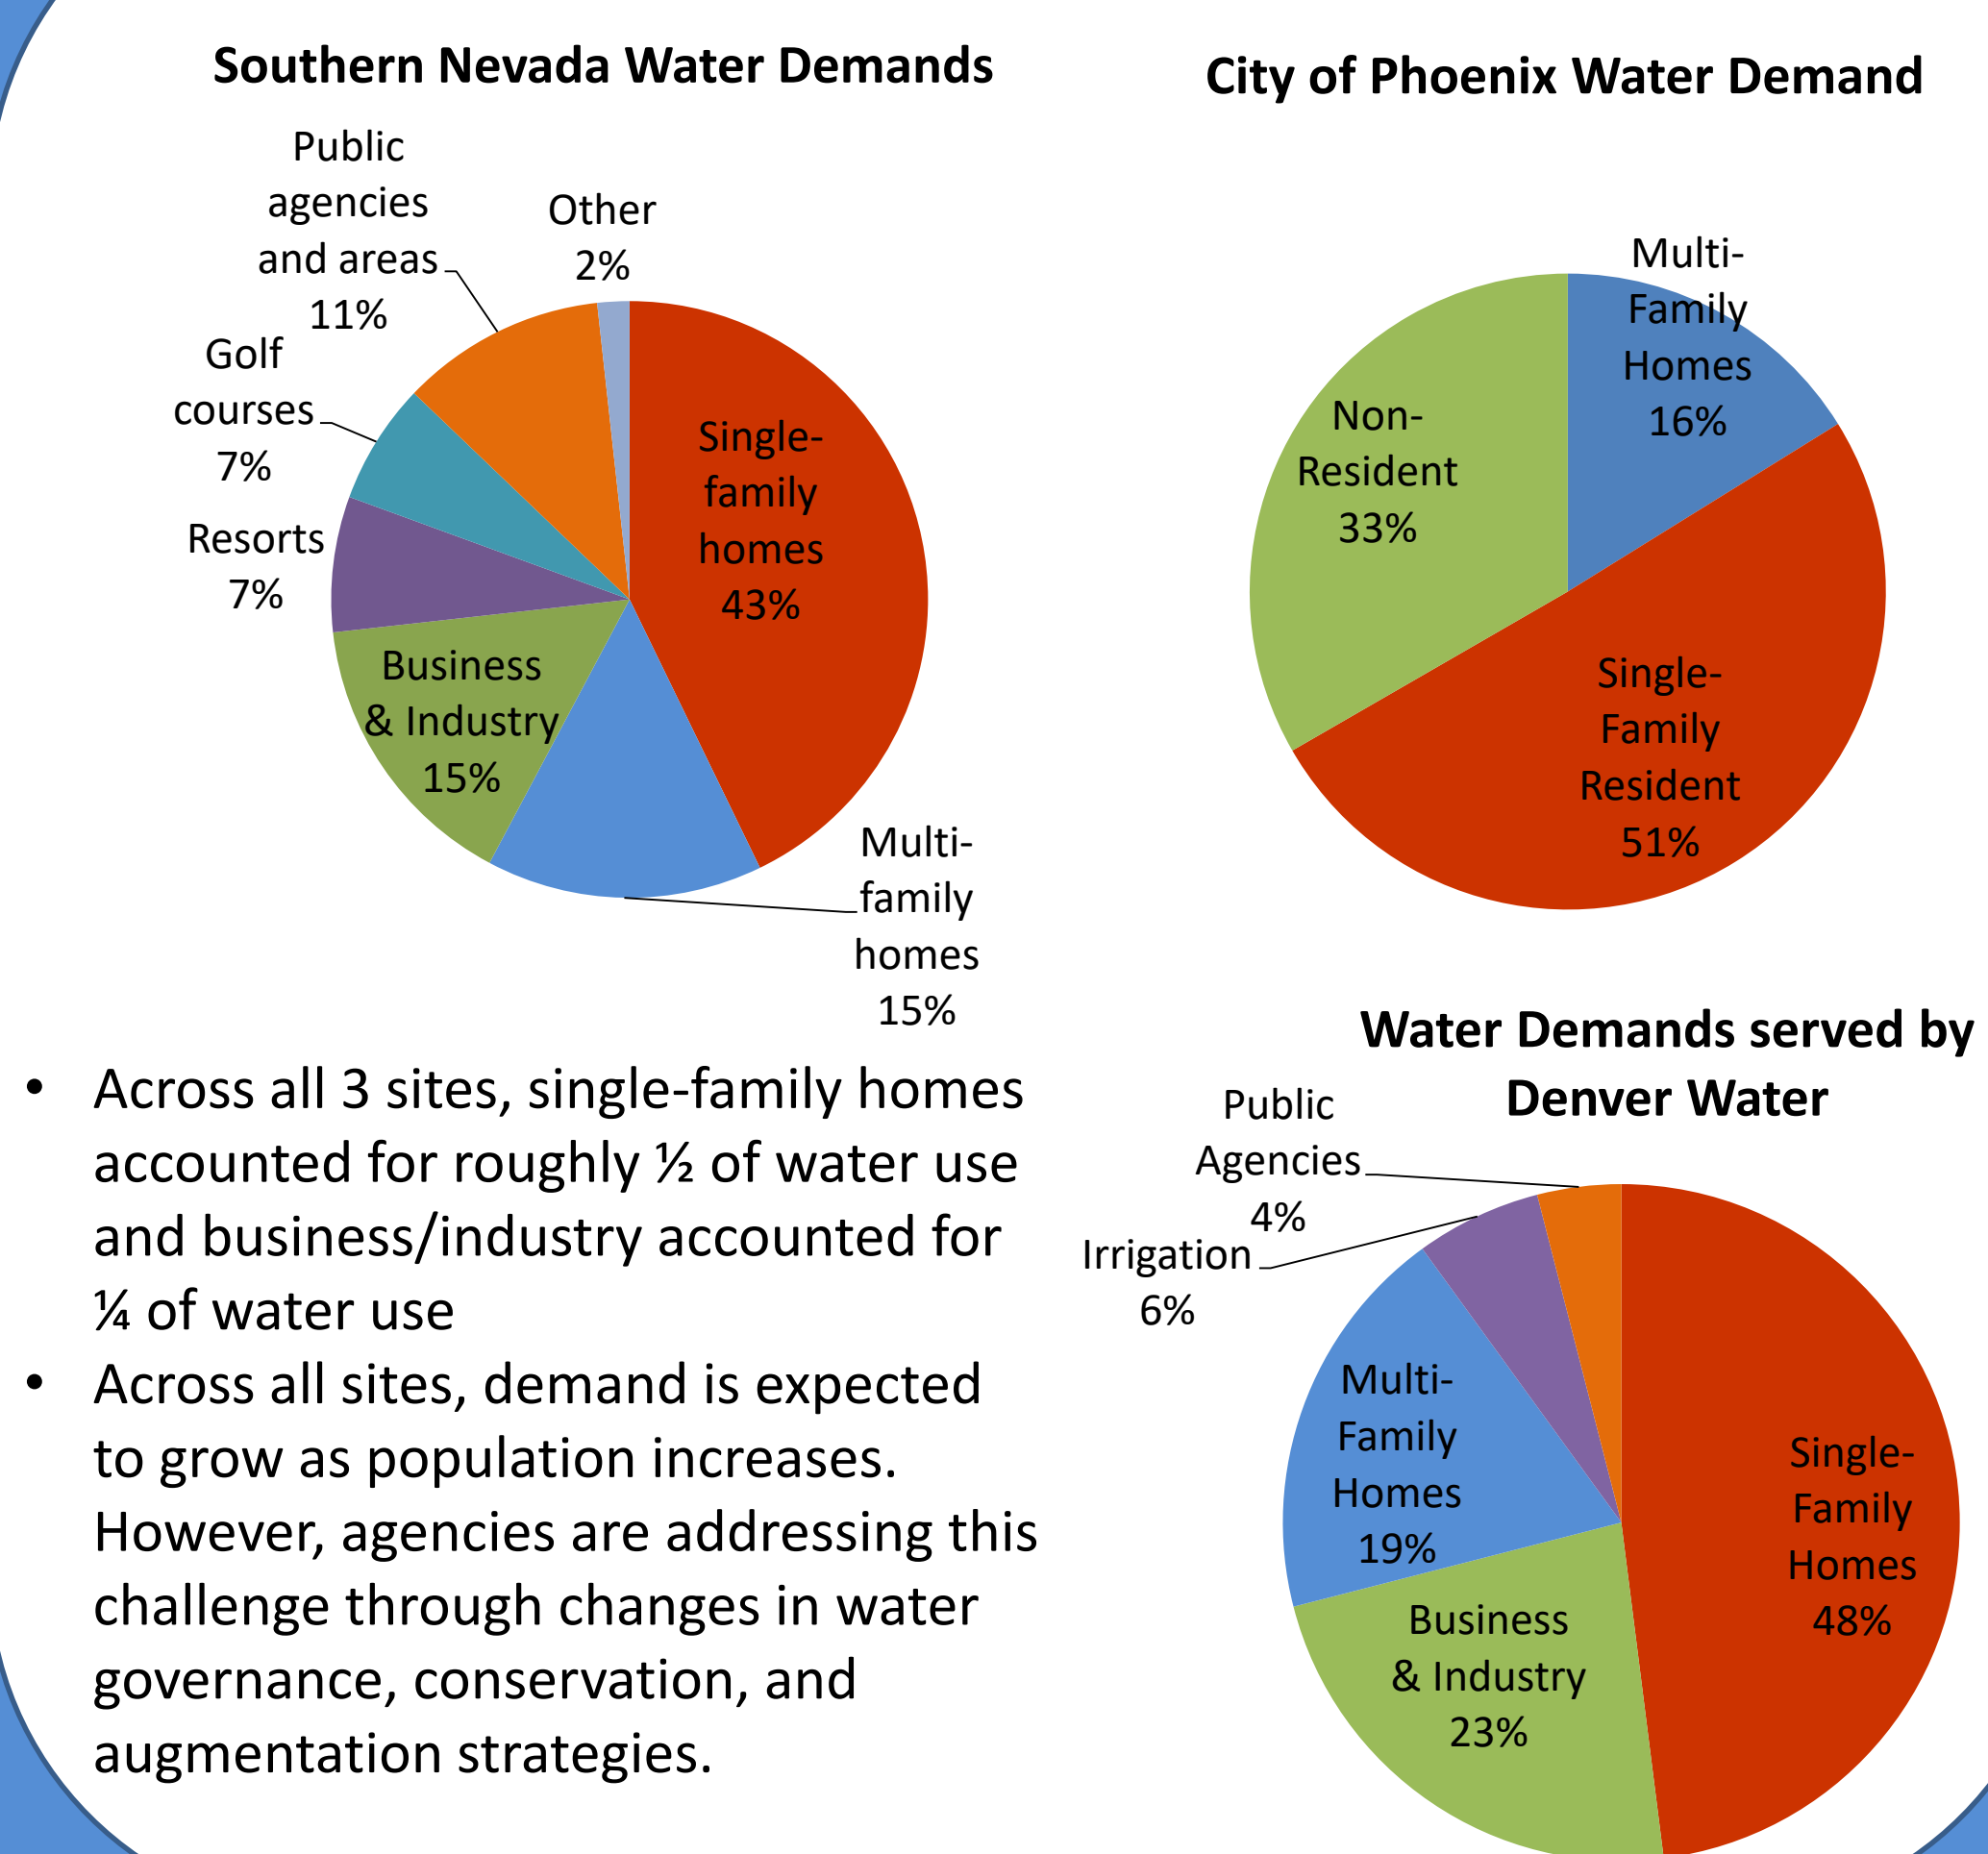 Southern Nevada Water Demands
Public
agencies
and areas
11%
Other
2%
Golf
courses
7%
Resorts
7%
Single-
family
homes
43%
Business
& Industry
15%
Multi-
family
homes
15%
City of Phoenix Water Demand
Multi-
Family
Homes
16%
Non-
Resident
33%
Single-
Family
Resident
51%
• Across all 3 sites, single-family homes
accounted for roughly ½ of water use
and business/industry accounted for
¼ of water use
• Across all sites, demand is expected
to grow as population increases.
However, agencies are addressing this
challenge through changes in water
governance, conservation, and
augmentation strategies.
Water Demands served by
Denver Water
Public
Agencies
4%
Irrigation
6%
Multi-
Family
Homes
19%
Single-
Family
Homes
48%
Business
& Industry
23%